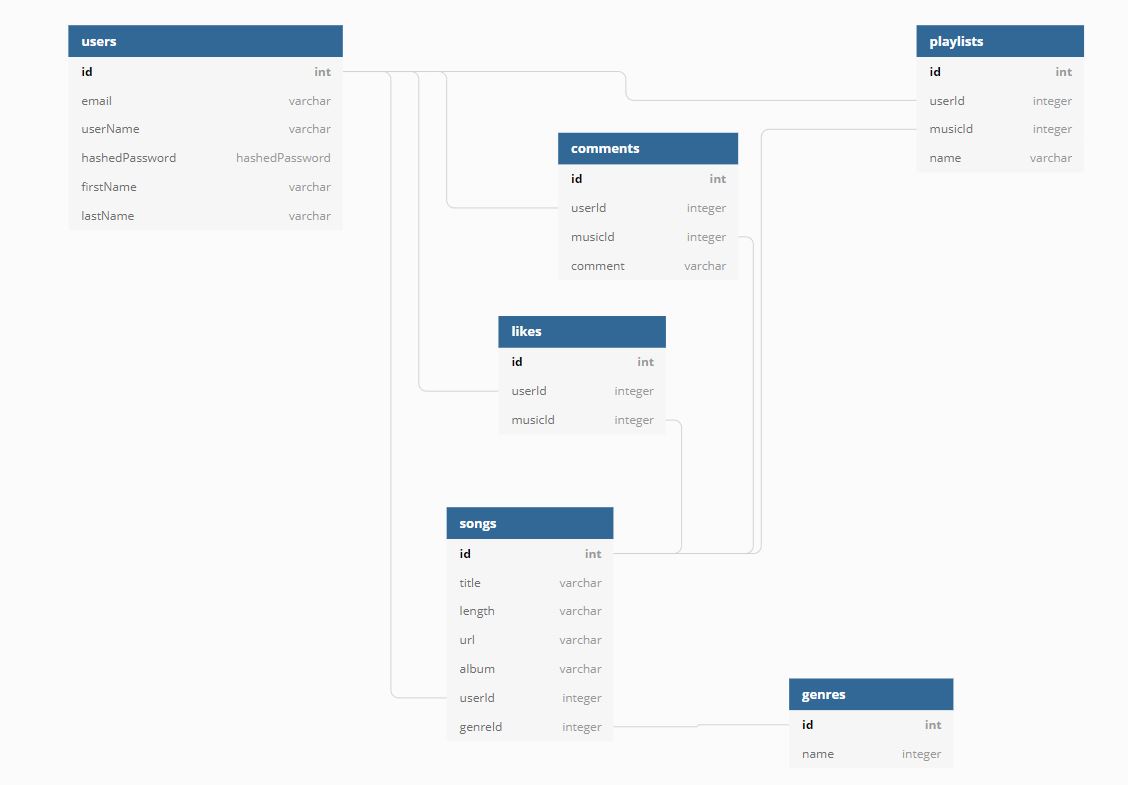 users
id int
email varchar
userName varchar
hashedPassword hashedPassword
firstName varchar
lastName varchar
playlists
id int
userId integer
musicId integer
name varchar
comments
id int
userId integer
musicId integer
comment varchar
likes
id int
userId integer
musicId integer
songs
id int
title varchar
length varchar
url varchar
album varchar
userId integer
genreId integer
genres
id int
name integer